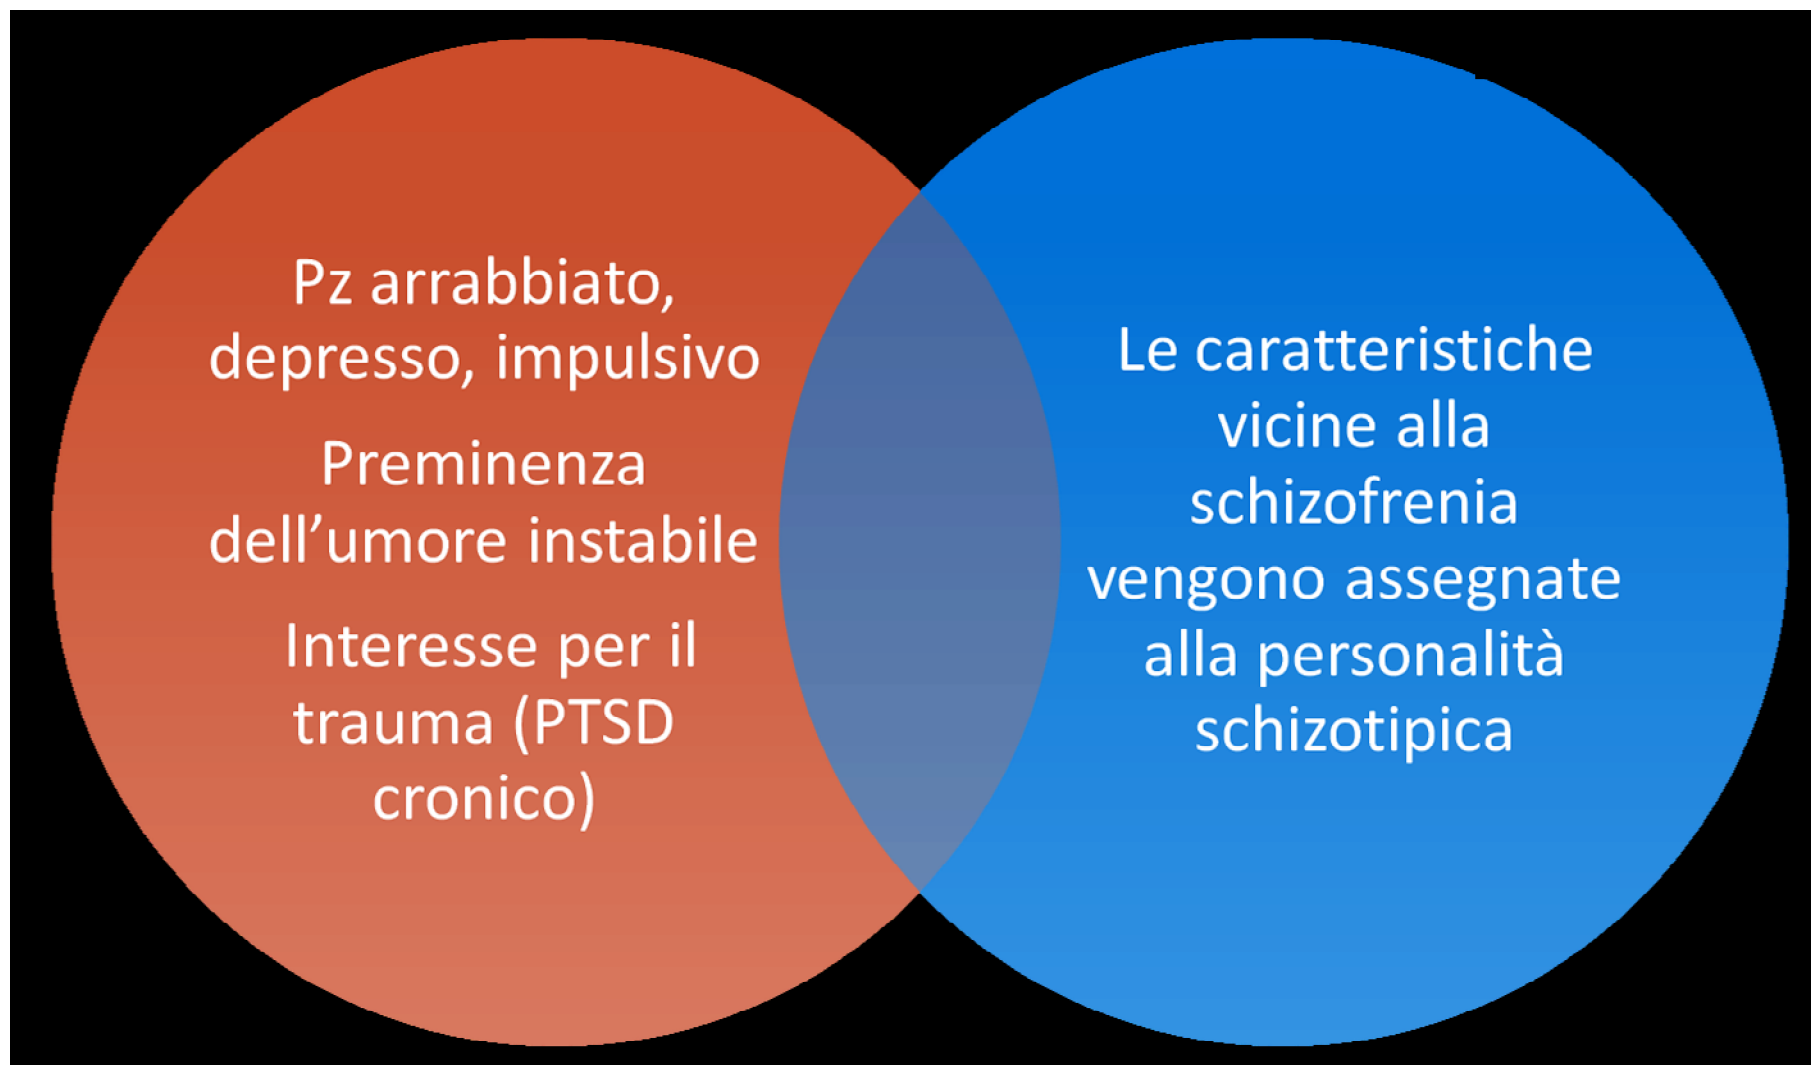 Pz arrabbiato,
depresso, impulsivo
Preminenza
dell’umore instabile
Interesse per il
trauma (PTSD
cronico)
Le caratteristiche
vicine alla
schizofrenia
vengono assegnate
alla personalità
schizotipica